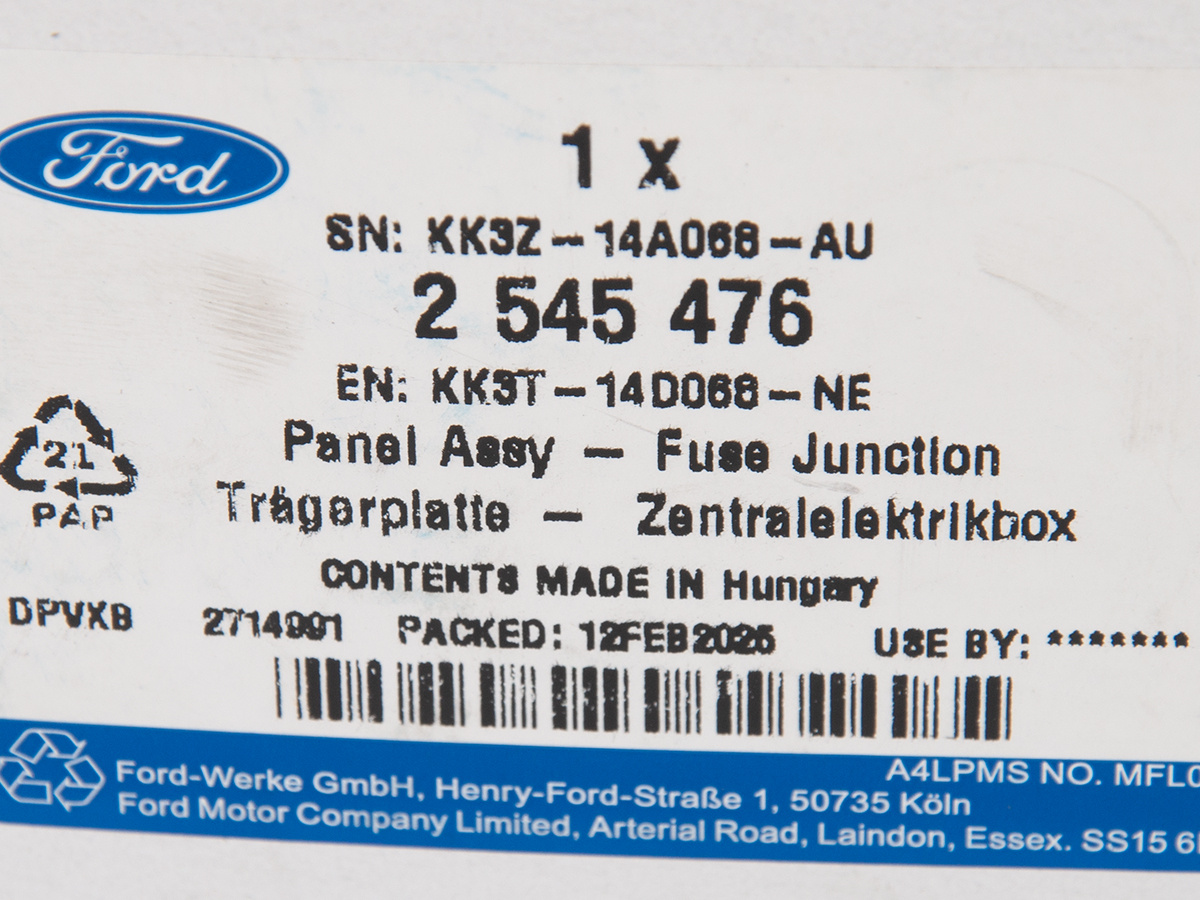 Ford
1 x
SN: KK3Z-14A068-AU
2 545 476
EN: KK3T-14D068-NE
Panel Assy - Fuse Junction
Trägerplatte - Zentralelektrikbox
CONTENTS MADE IN Hungary
21
PAP
DPVXB 2714991 PACKED: 12FEB2025 USE BY: *******
A4LPMS NO. MFL0
Ford-Werke GmbH, Henry-Ford-Straße 1, 50735 Köln
Ford Motor Company Limited, Arterial Road, Laindon, Essex. SS15 6